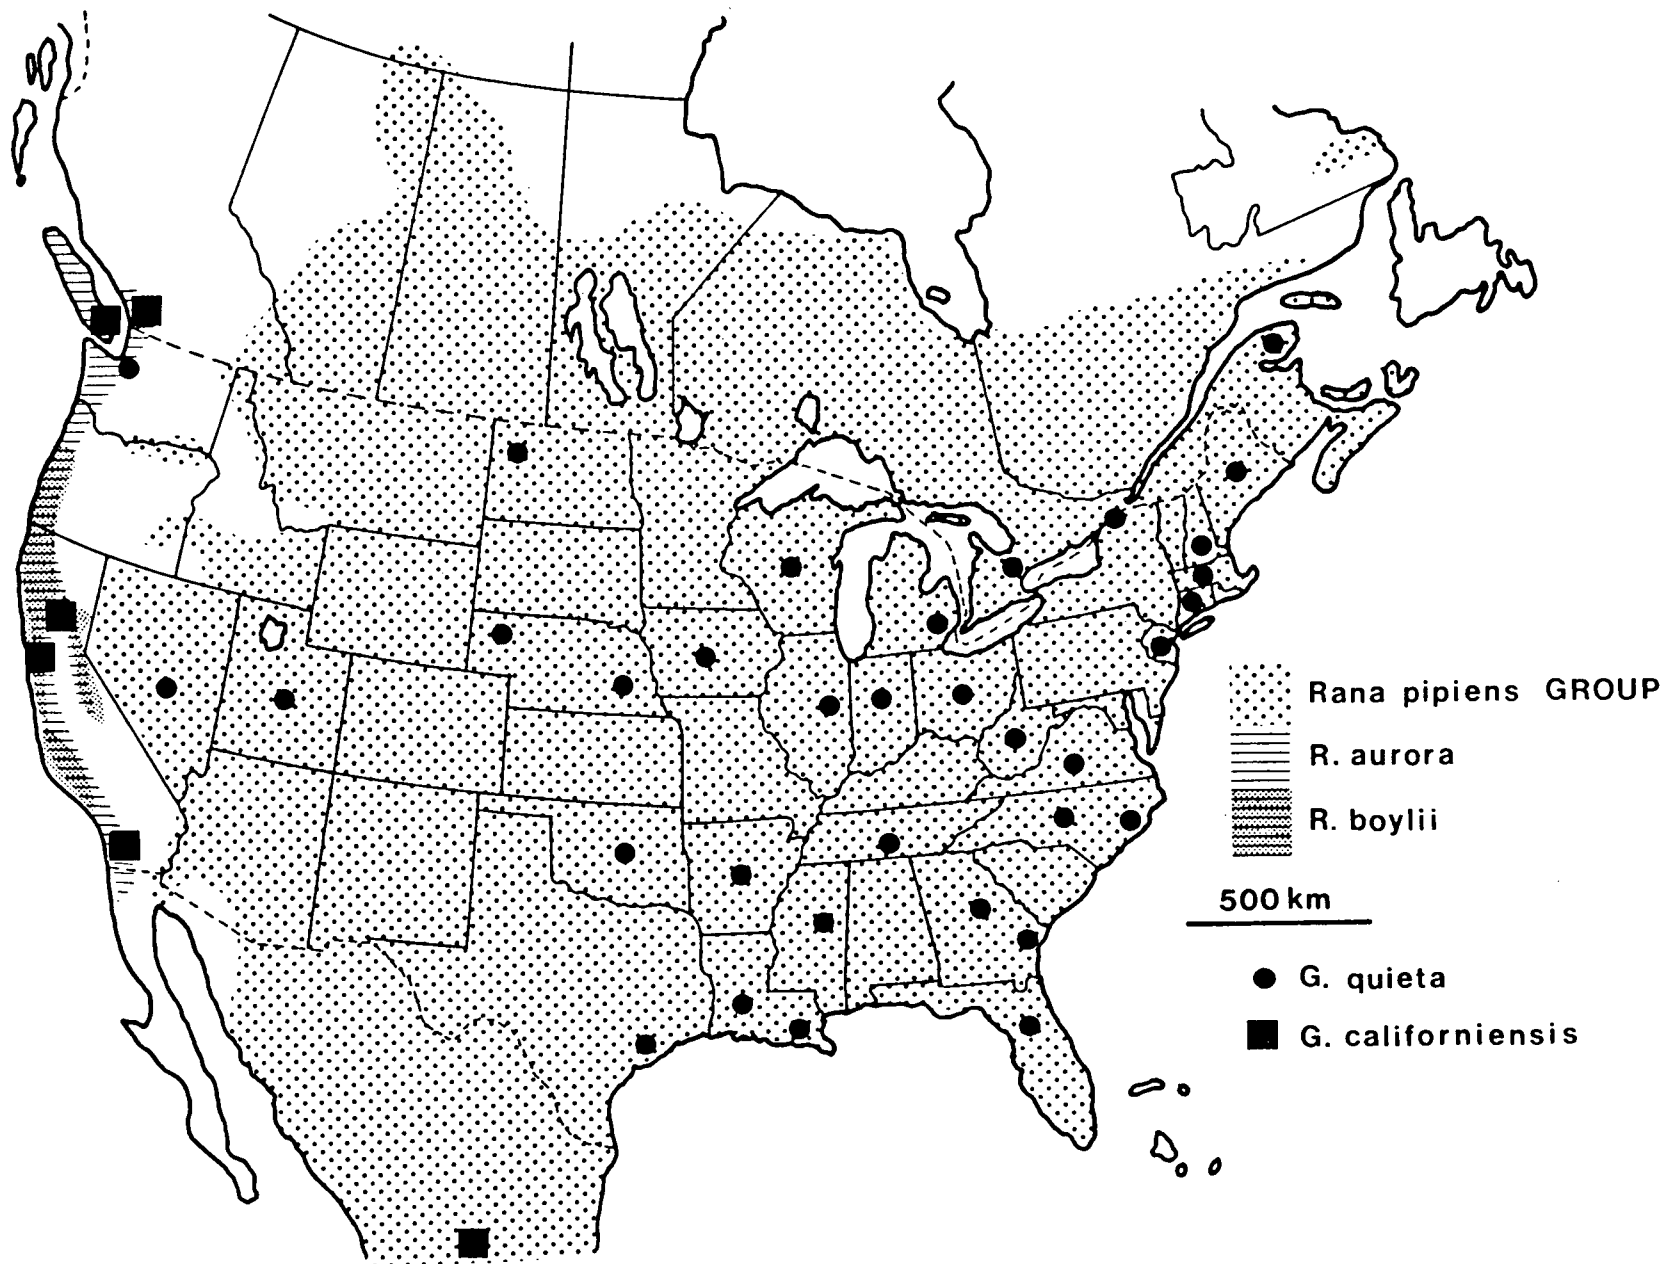 Rana pipiens GROUP
R. aurora
R. boylii
500 km
G. quieta
G. californiensis